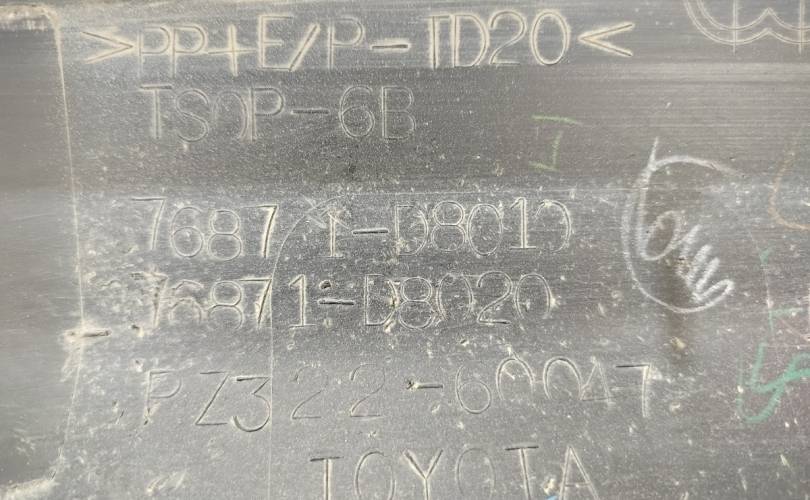 >PP+E/P-TD20<
TSOP-6B
76871-D8010
76871-D8020
PZ322-60047
TOYOTA